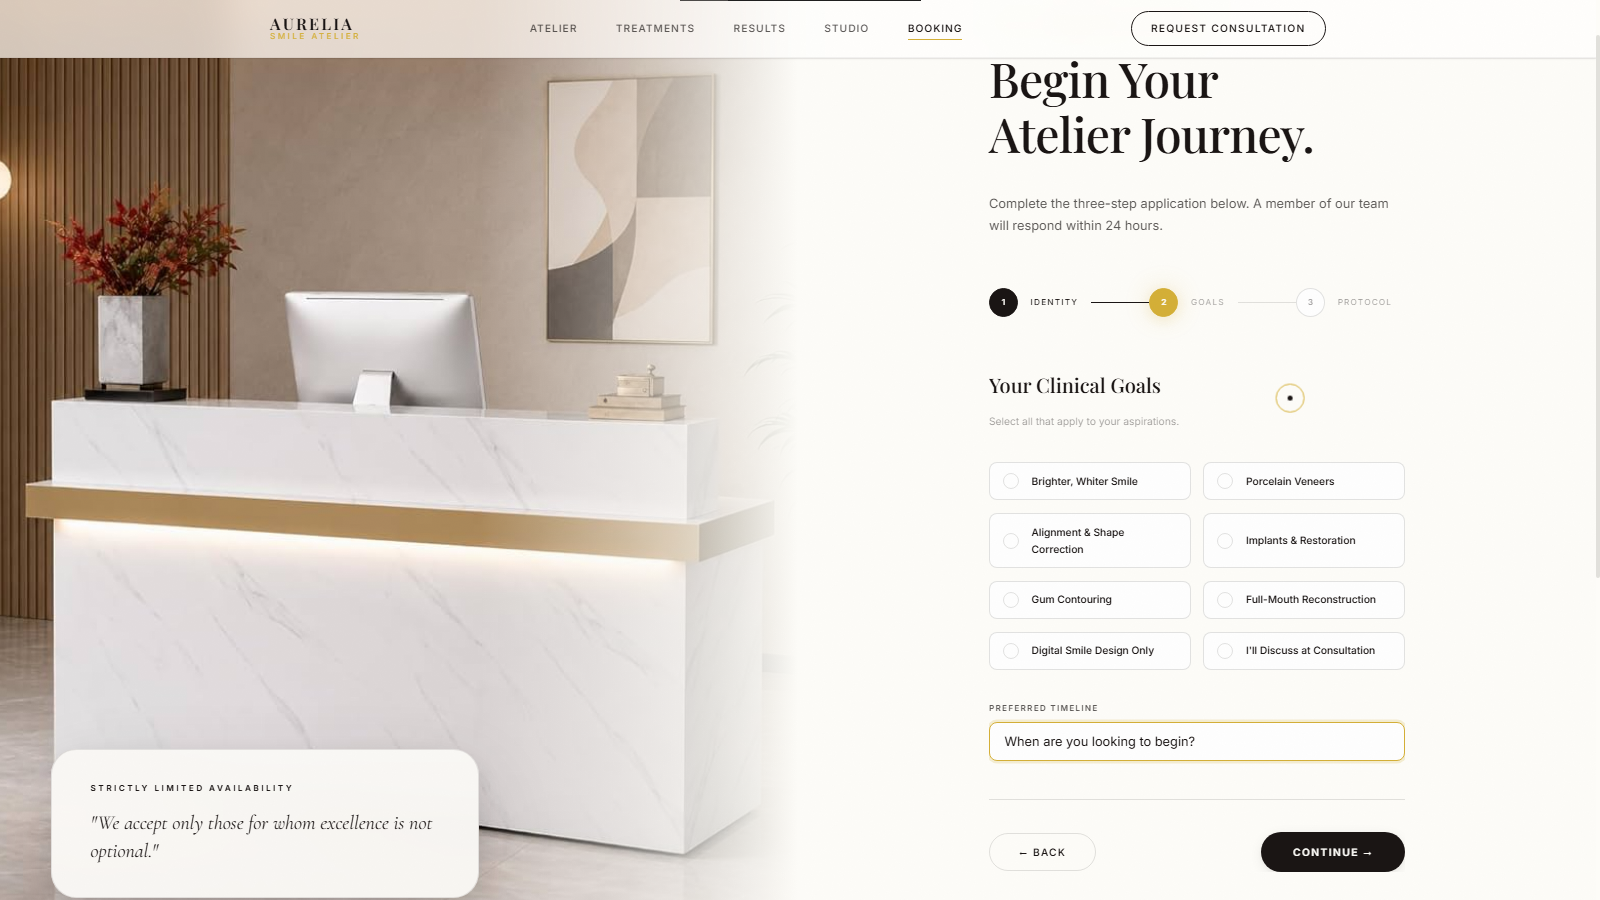 AURELIA
SMILE ATELIER
ATELIER
TREATMENTS
RESULTS
STUDIO
BOOKING
REQUEST CONSULTATION
Begin Your
Atelier Journey.
Complete the three-step application below. A member of our team
will respond within 24 hours.
1 IDENTITY
2 GOALS
3 PROTOCOL
Your Clinical Goals
Select all that apply to your aspirations.
Brighter, Whiter Smile
Porcelain Veneers
Alignment & Shape
Correction
Implants & Restoration
Gum Contouring
Full-Mouth Reconstruction
Digital Smile Design Only
I'll Discuss at Consultation
PREFERRED TIMELINE
When are you looking to begin?
← BACK
CONTINUE →
STRICTLY LIMITED AVAILABILITY
"We accept only those for whom excellence is not
optional."